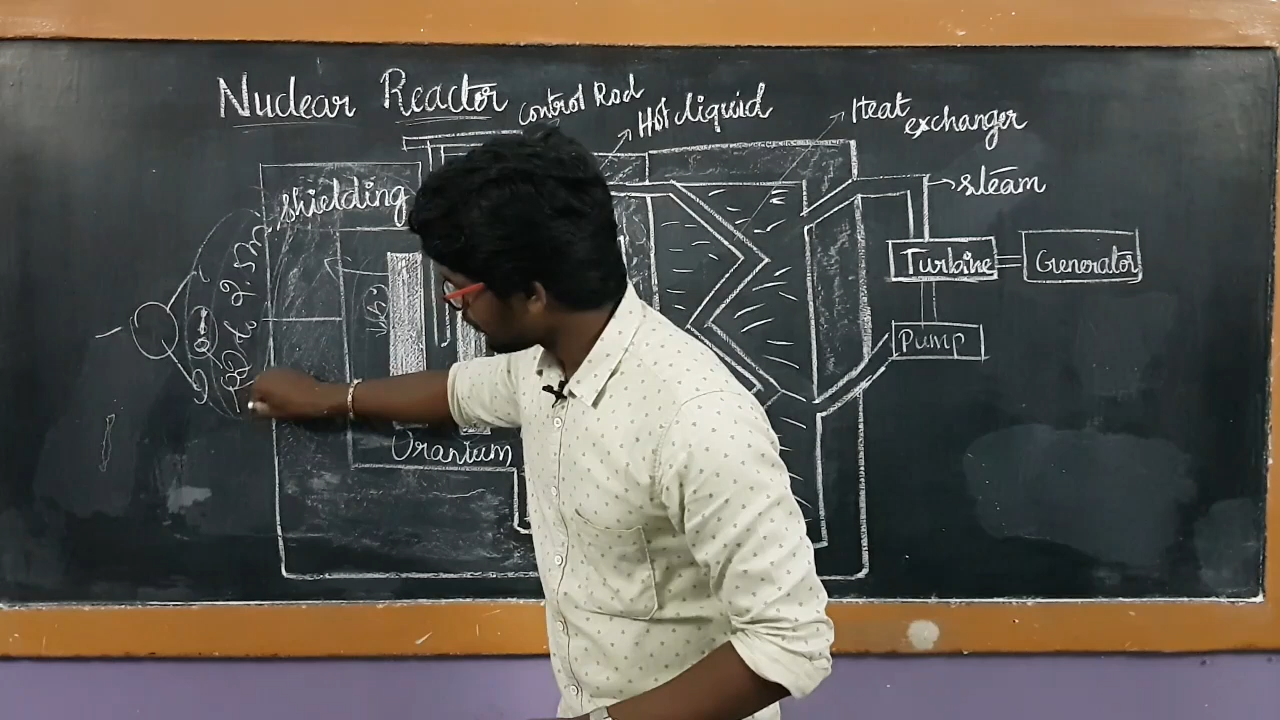 Nuclear Reactor
Control Rod
Hot liquid
Heat
exchanger
steam
shielding
Turbine
Generator
Pump
Uranium